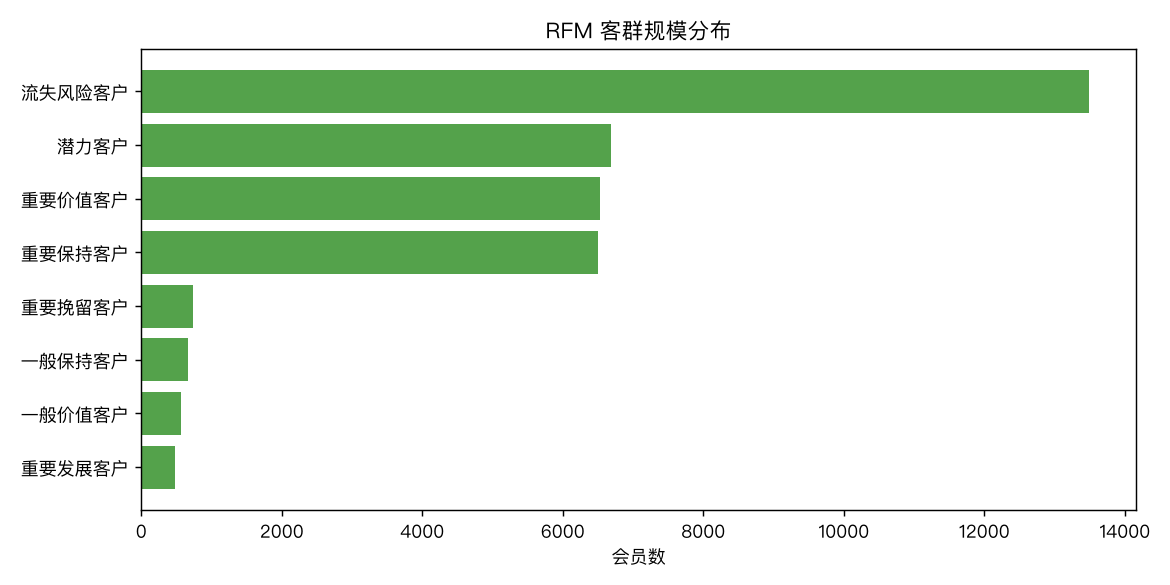 RFM 客群规模分布
流失风险客户
潜力客户
重要价值客户
重要保持客户
重要挽留客户
一般保持客户
一般价值客户
重要发展客户
0 2000 4000 6000 8000 10000 12000 14000
会员数